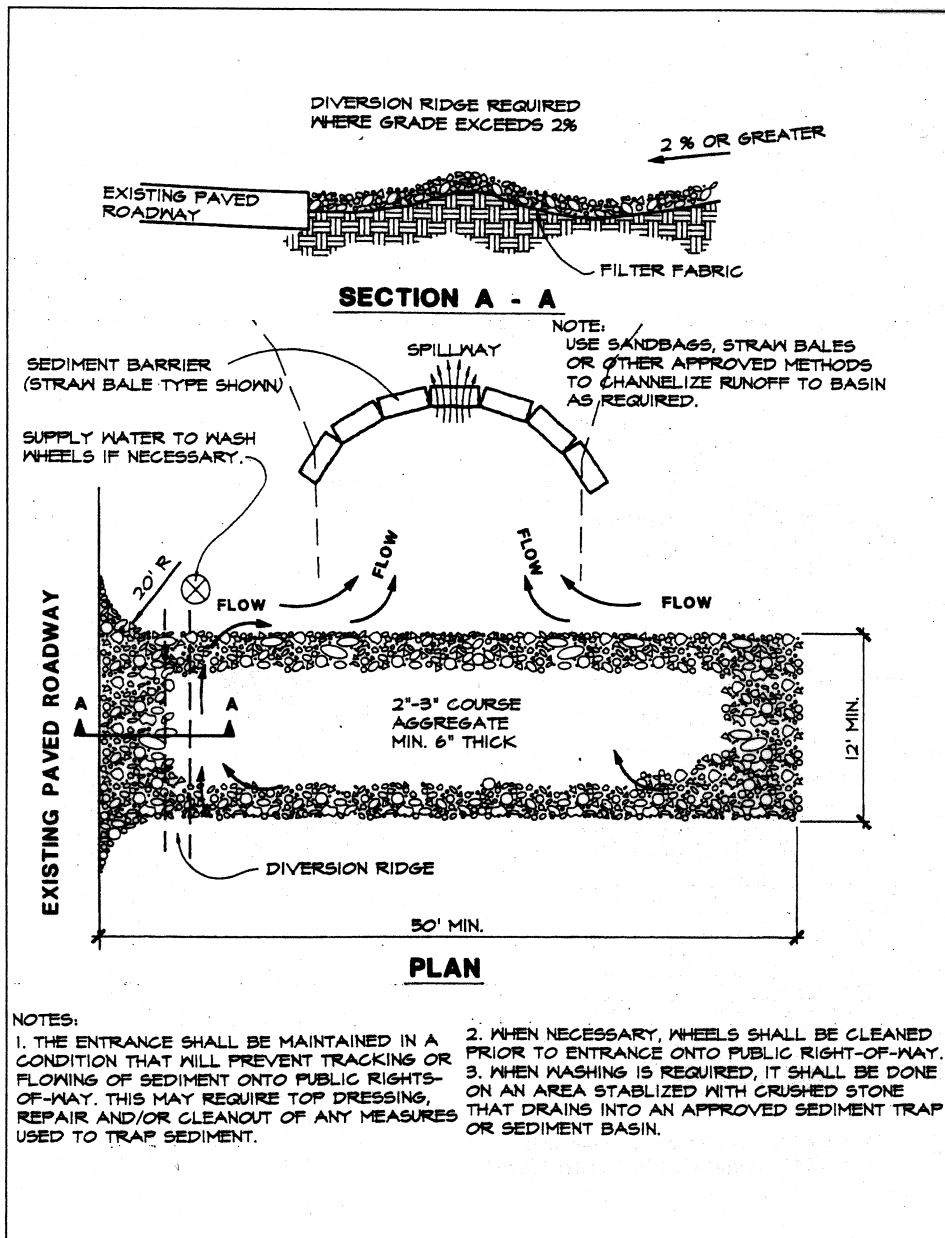 DIVERSION RIDGE REQUIRED
WHERE GRADE EXCEEDS 2%
2 % OR GREATER
EXISTING PAVED
ROADWAY
FILTER FABRIC
SECTION A - A
NOTE:
USE SANDBAGS, STRAW BALES
OR OTHER APPROVED METHODS
TO CHANNELIZE RUNOFF TO BASIN
AS REQUIRED.
SPILLWAY
SEDIMENT BARRIER
(STRAW BALE TYPE SHOWN)
SUPPLY WATER TO WASH
WHEELS IF NECESSARY.
FLOW
FLOW
20' R
FLOW
FLOW
EXISTING PAVED ROADWAY
A
A
2"-3" COURSE
AGGREGATE
MIN. 6" THICK
12' MIN.
DIVERSION RIDGE
50' MIN.
PLAN
NOTES:
1. THE ENTRANCE SHALL BE MAINTAINED IN A
CONDITION THAT WILL PREVENT TRACKING OR
FLOWING OF SEDIMENT ONTO PUBLIC RIGHTS-
OF-WAY. THIS MAY REQUIRE TOP DRESSING,
REPAIR AND/OR CLEANOUT OF ANY MEASURES
USED TO TRAP SEDIMENT.
2. WHEN NECESSARY, WHEELS SHALL BE CLEANED
PRIOR TO ENTRANCE ONTO PUBLIC RIGHT-OF-WAY.
3. WHEN WASHING IS REQUIRED, IT SHALL BE DONE
ON AN AREA STABLIZED WITH CRUSHED STONE
THAT DRAINS INTO AN APPROVED SEDIMENT TRAP
OR SEDIMENT BASIN.